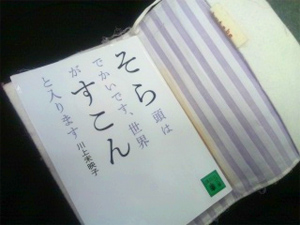 そら頭は
でかいです、世界
がすこん
と入ります
川上未映子